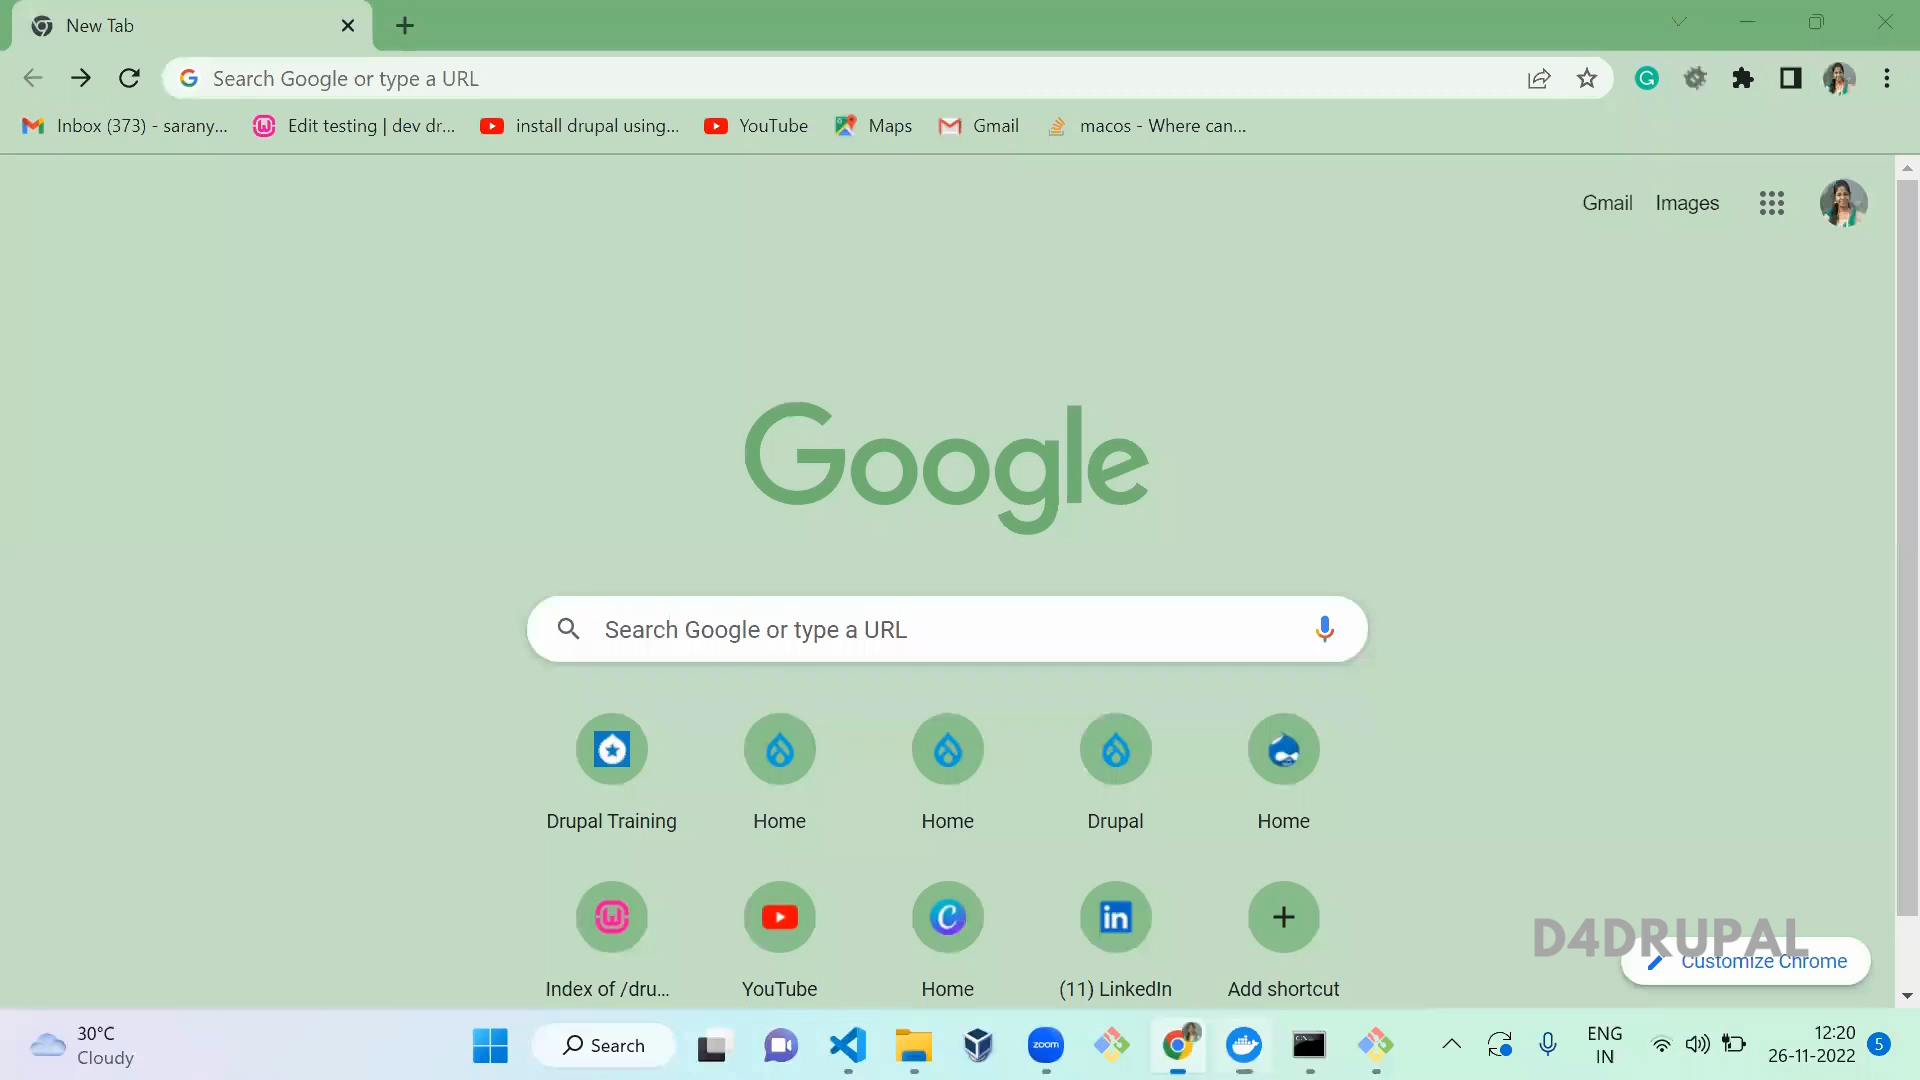 New Tab
Search Google or type a URL
Inbox (373) - sarany...
Edit testing | dev dr...
install drupal using...
YouTube
Maps
Gmail
macos - Where can...
Gmail
Images
Google
Search Google or type a URL
Drupal Training
Home
Home
Drupal
Home
Index of /dru...
YouTube
Home
(11) LinkedIn
Add shortcut
D4DRUPAL
Customize Chrome
30°C
Cloudy
Search
zoom
ENG
IN
12:20
26-11-2022
5